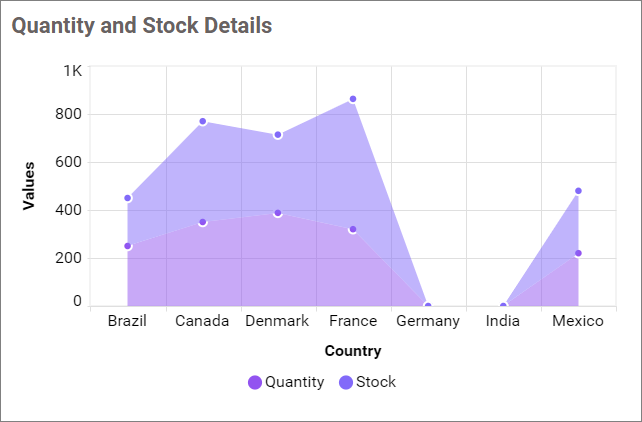 Quantity and Stock Details
1K
800
600
400
200
0
Values
Brazil Canada Denmark France Germany India Mexico
Country
Quantity Stock